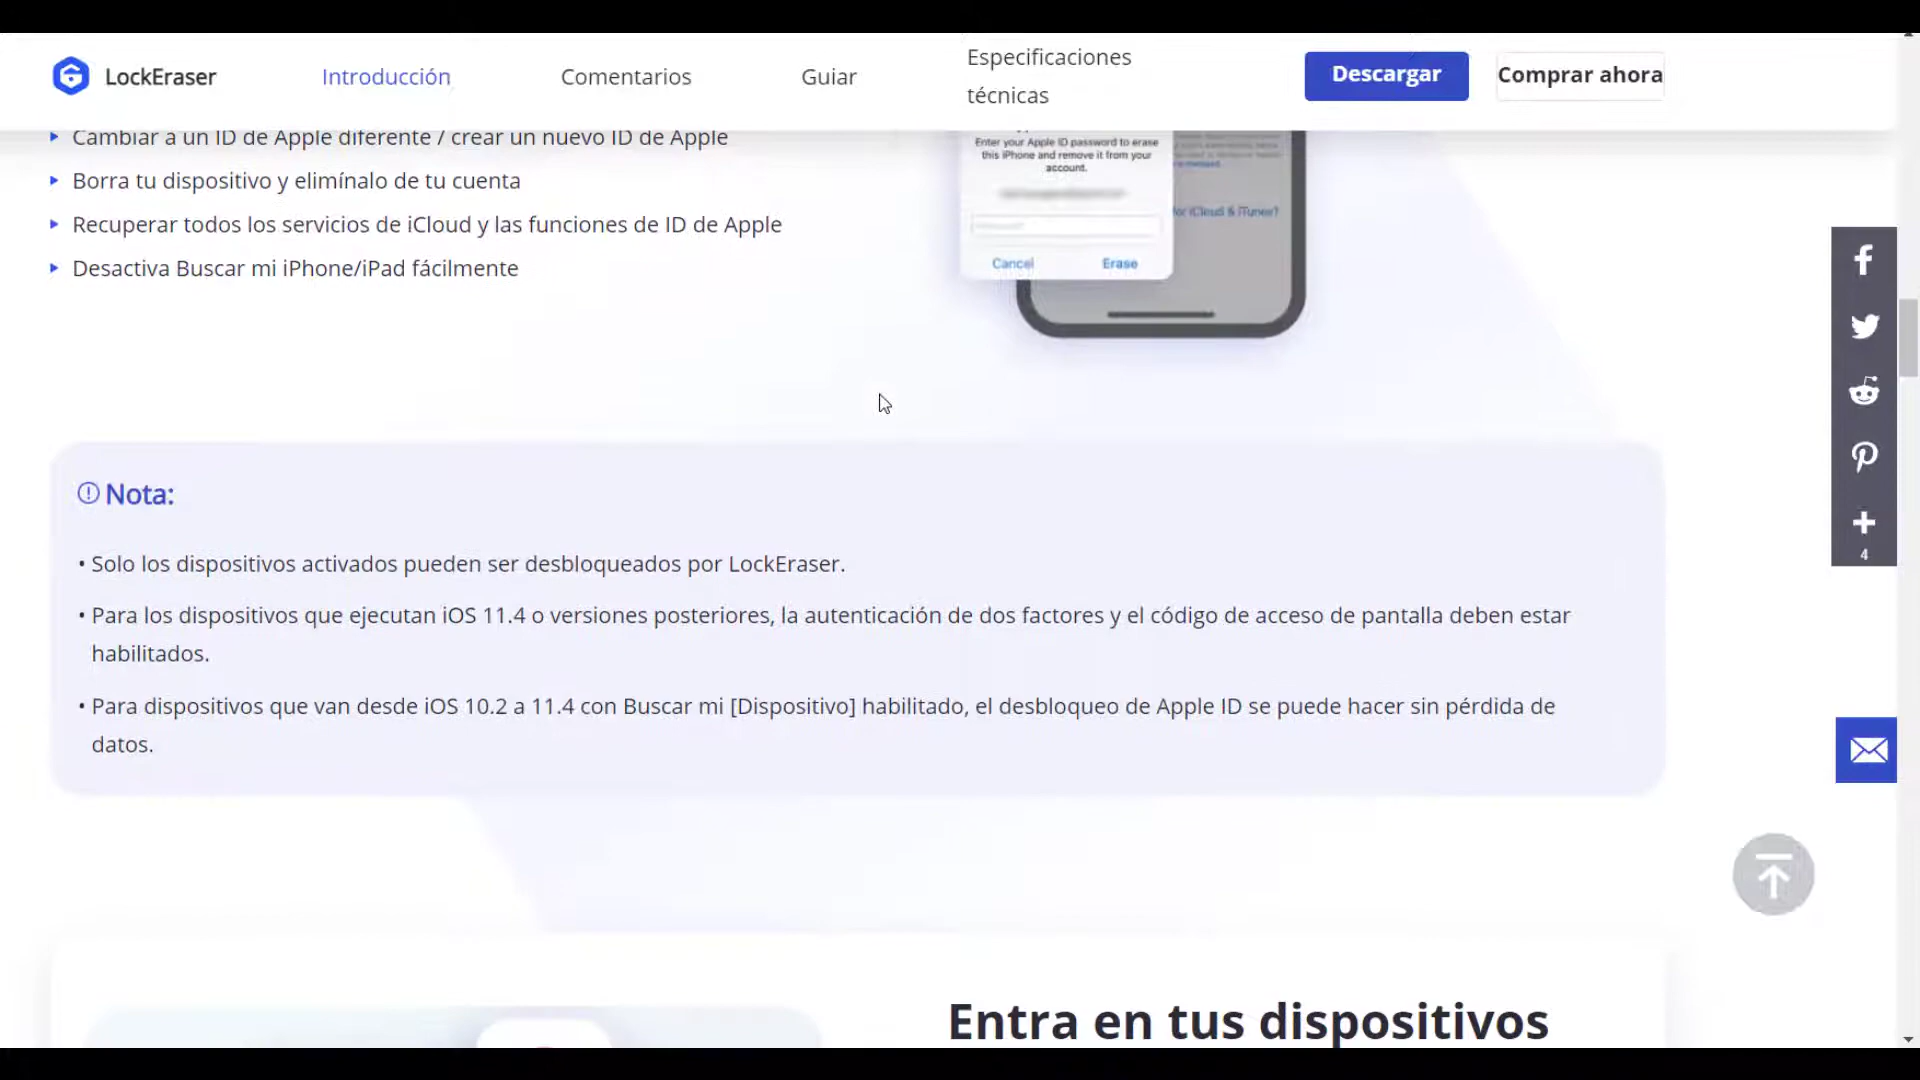 LockEraser
Introducción
Comentarios
Guiar
Especificaciones
técnicas
Descargar
Comprar ahora
Cambiar a un ID de Apple diferente / crear un nuevo ID de Apple
Borra tu dispositivo y elimínalo de tu cuenta
Recuperar todos los servicios de iCloud y las funciones de ID de Apple
Desactiva Buscar mi iPhone/iPad fácilmente
Enter your Apple ID password to erase
this iPhone and remove it from your
account.
for iCloud & iTunes?
Cancel
Erase
Nota:
• Solo los dispositivos activados pueden ser desbloqueados por LockEraser.
• Para los dispositivos que ejecutan iOS 11.4 o versiones posteriores, la autenticación de dos factores y el código de acceso de pantalla deben estar
habilitados.
• Para dispositivos que van desde iOS 10.2 a 11.4 con Buscar mi [Dispositivo] habilitado, el desbloqueo de Apple ID se puede hacer sin pérdida de
datos.
4
Entra en tus dispositivos